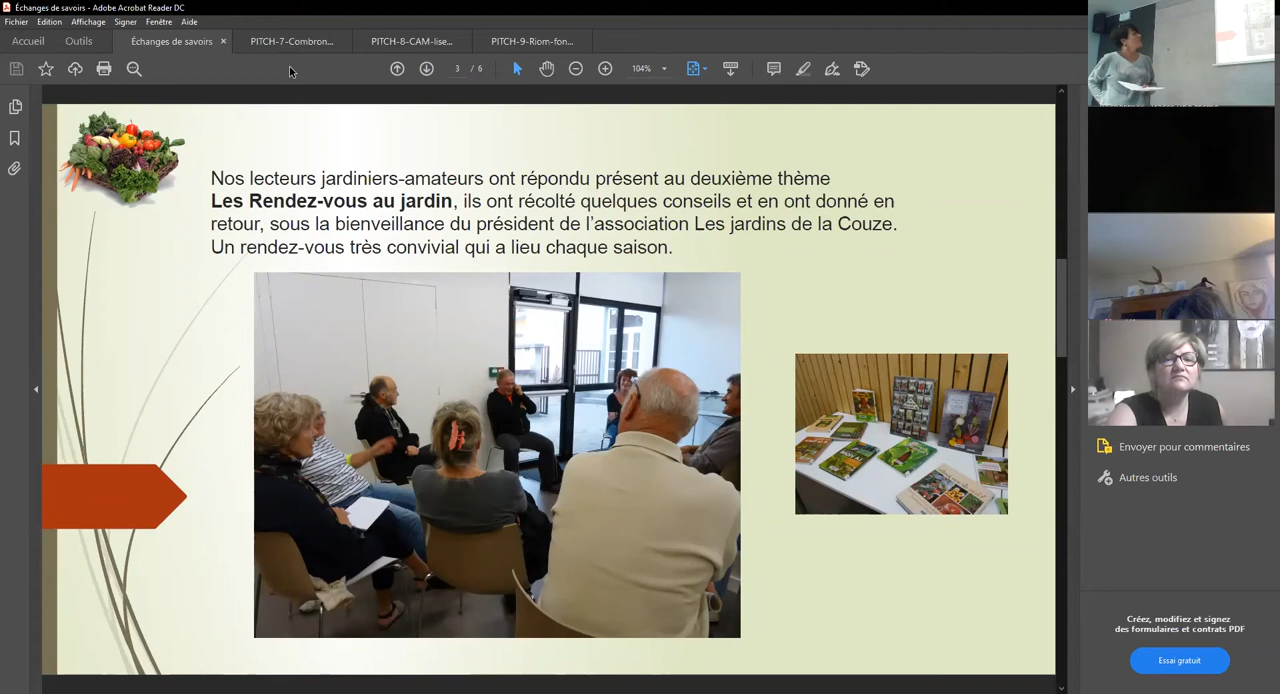 Échanges de savoirs - Adobe Acrobat Reader DC
Fichier Edition Affichage Signer Fenêtre Aide
Accueil Outils Échanges de savoirs × PITCH-7-Combron... PITCH-8-CAM-lise... PITCH-9-Riom-fon...
3 / 6 104%
Nos lecteurs jardiniers-amateurs ont répondu présent au deuxième thème
Les Rendez-vous au jardin, ils ont récolté quelques conseils et en ont donné en
retour, sous la bienveillance du président de l’association Les jardins de la Couze.
Un rendez-vous très convivial qui a lieu chaque saison.
Envoyer pour commentaires
Autres outils
Créez, modifiez et signez
des formulaires et contrats PDF
Essai gratuit